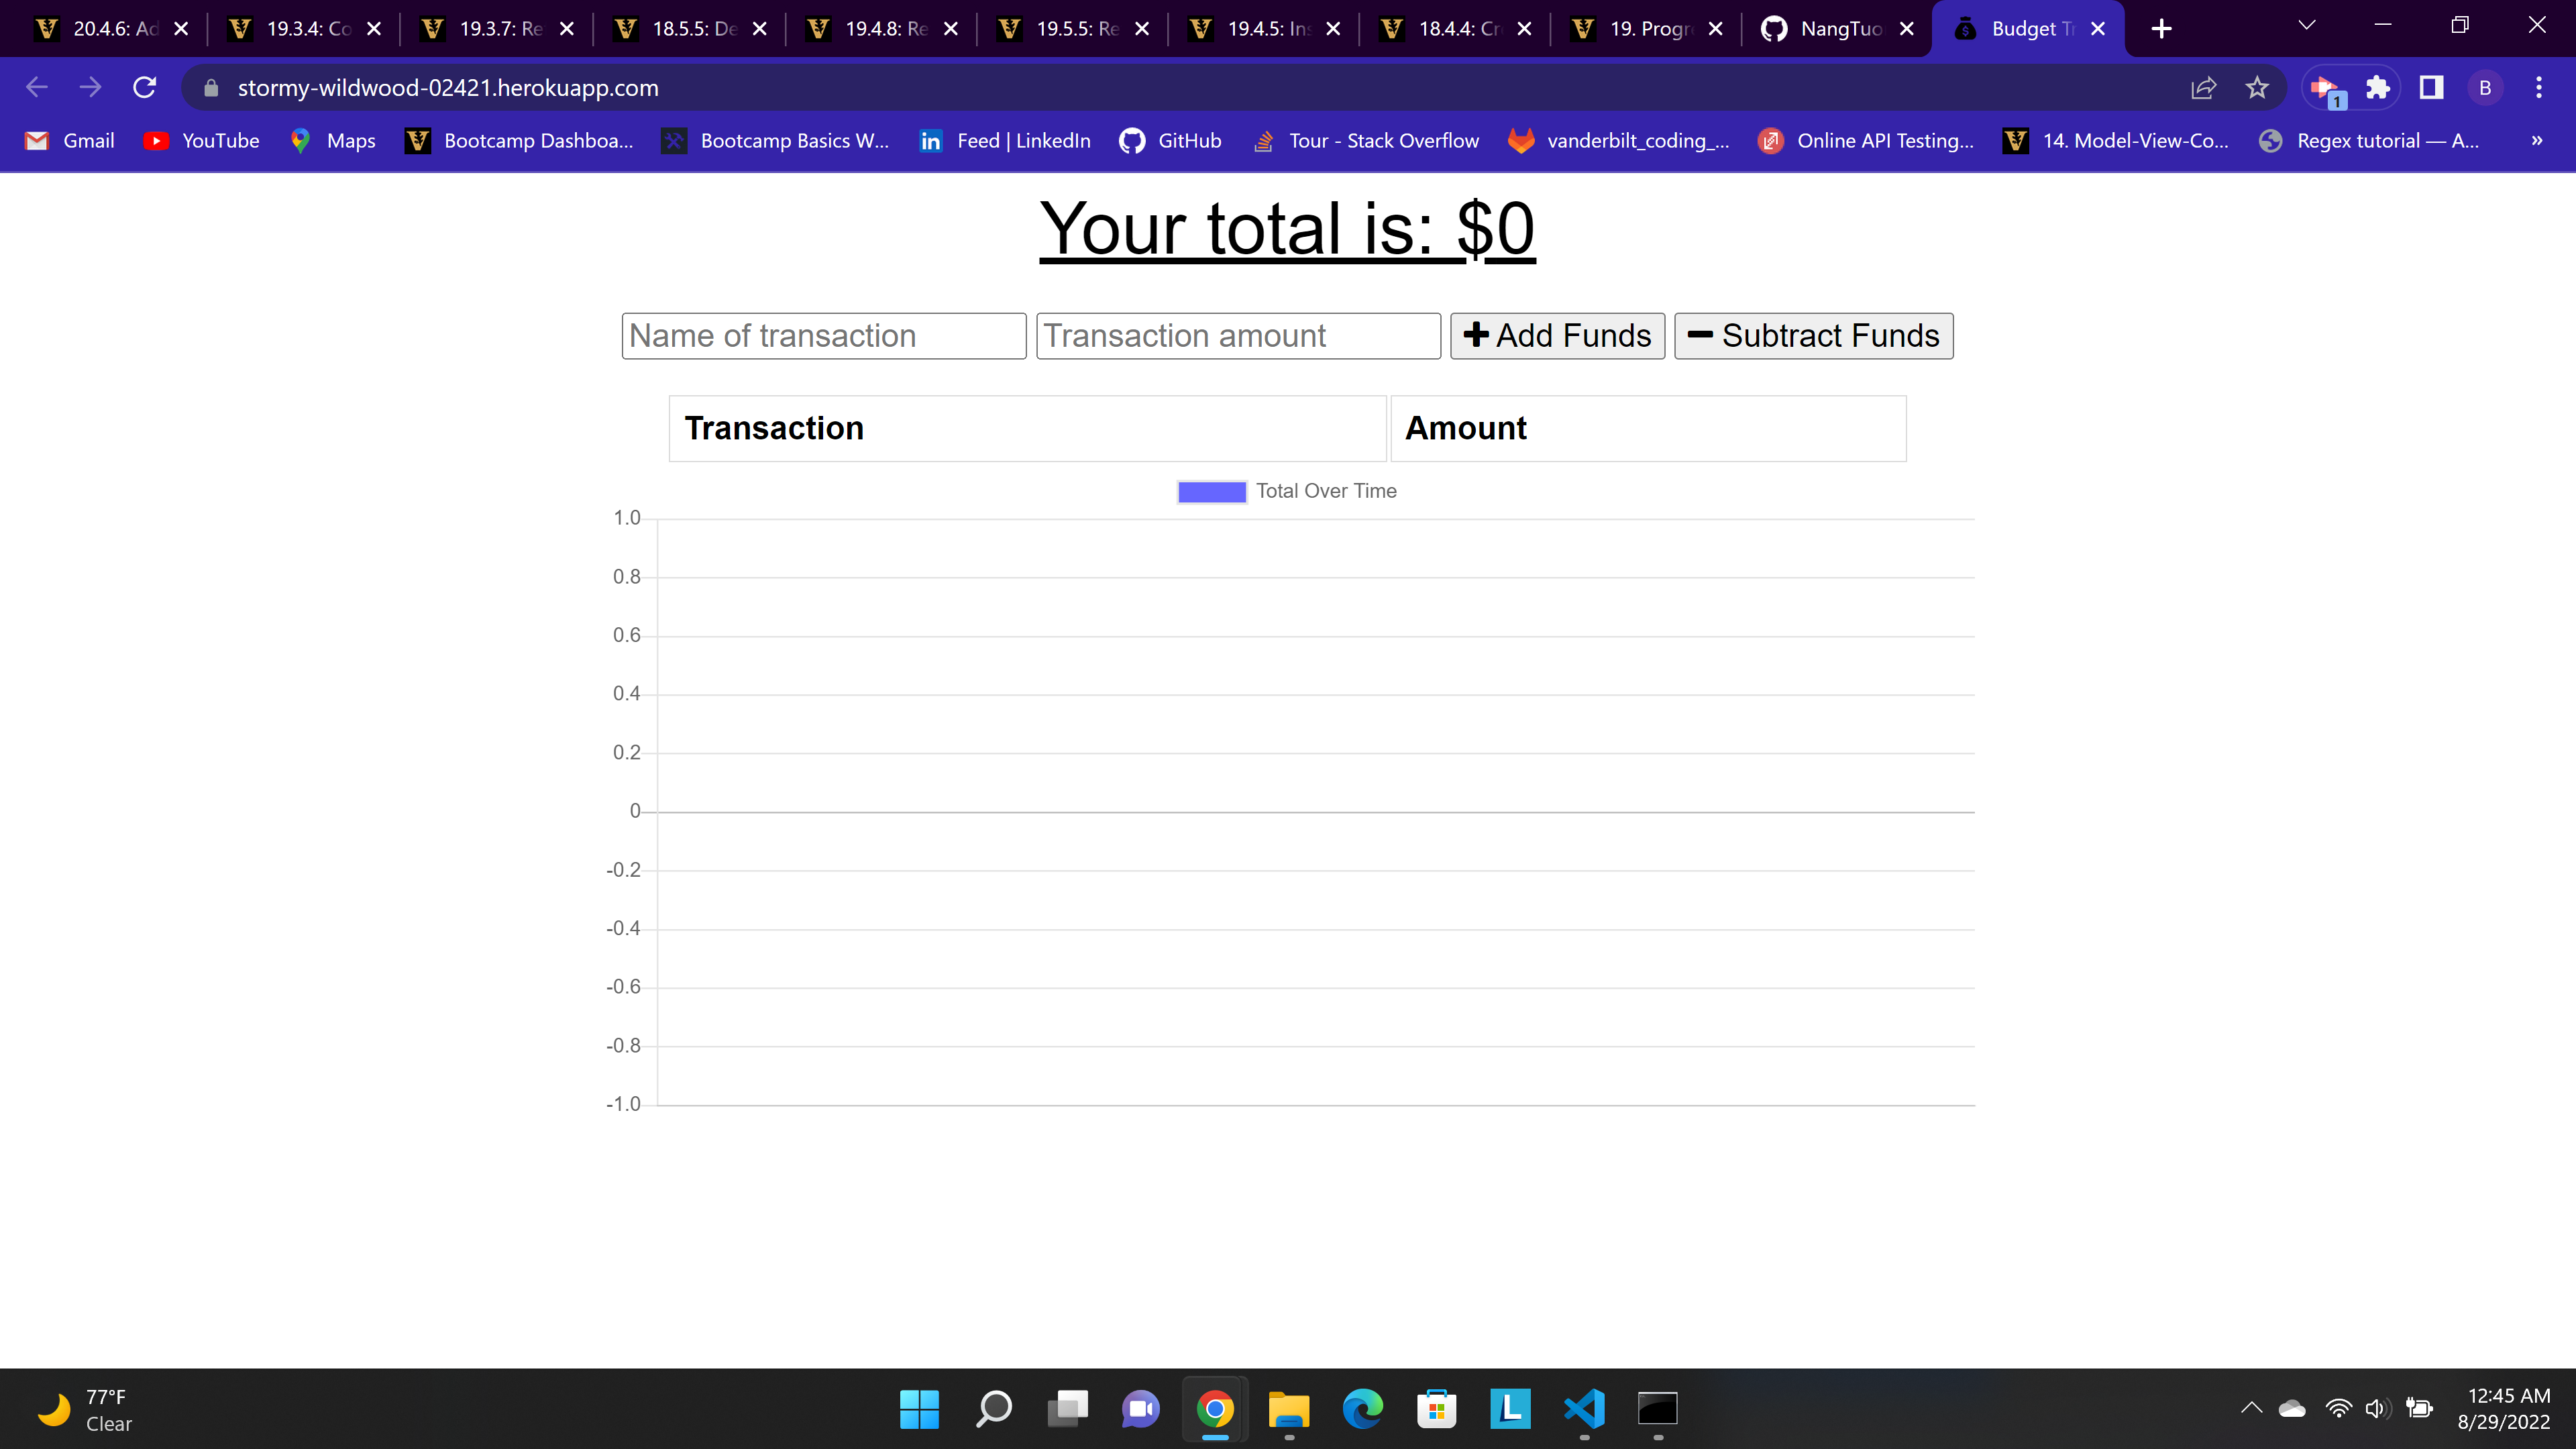 20.4.6: Ad
19.3.4: Co
19.3.7: Re
18.5.5: De
19.4.8: Re
19.5.5: Re
19.4.5: Ins
18.4.4: Cr
19. Progr
NangTuo
Budget Tr
stormy-wildwood-02421.herokuapp.com
1
B
Gmail
YouTube
Maps
Bootcamp Dashboa...
Bootcamp Basics W...
Feed | LinkedIn
GitHub
Tour - Stack Overflow
vanderbilt_coding_...
Online API Testing...
14. Model-View-Co...
Regex tutorial — A...
»
Your total is: $0
Name of transaction
Transaction amount
Add Funds
Subtract Funds
Transaction
Amount
Total Over Time
1.0
0.8
0.6
0.4
0.2
0
-0.2
-0.4
-0.6
-0.8
-1.0
77°F
Clear
L
12:45 AM
8/29/2022